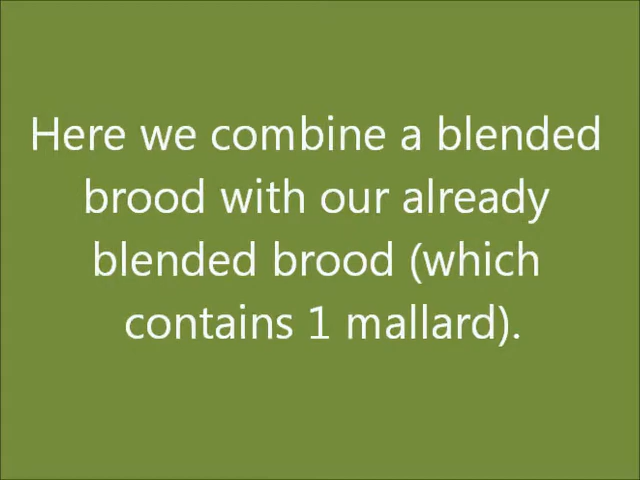 Here we combine a blended
brood with our already
blended brood (which
contains 1 mallard).